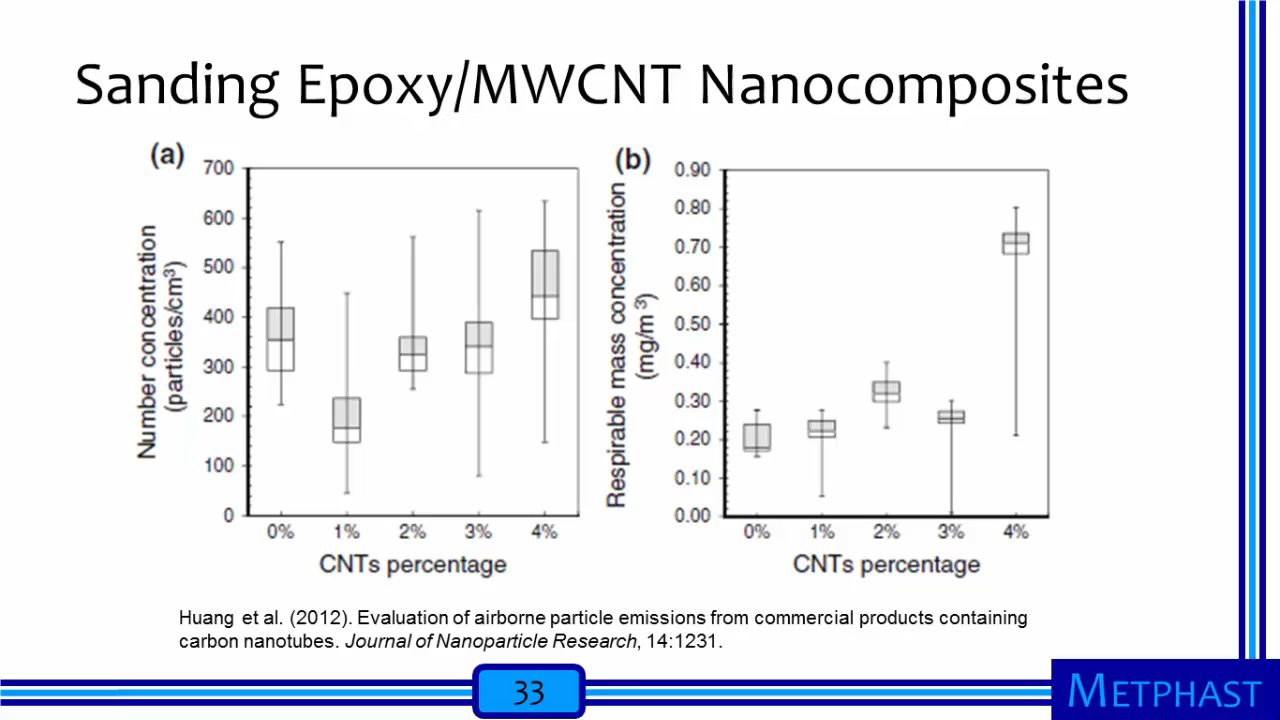 Sanding Epoxy/MWCNT Nanocomposites
(a)
Number concentration
(particles/cm³)
700
600
500
400
300
200
100
0
0% 1% 2% 3% 4%
CNTs percentage
(b)
Respirable mass concentration
(mg/m³)
0.90
0.80
0.70
0.60
0.50
0.40
0.30
0.20
0.10
0.00
0% 1% 2% 3% 4%
CNTs percentage
Huang et al. (2012). Evaluation of airborne particle emissions from commercial products containing
carbon nanotubes. Journal of Nanoparticle Research, 14:1231.
33
METPHAST